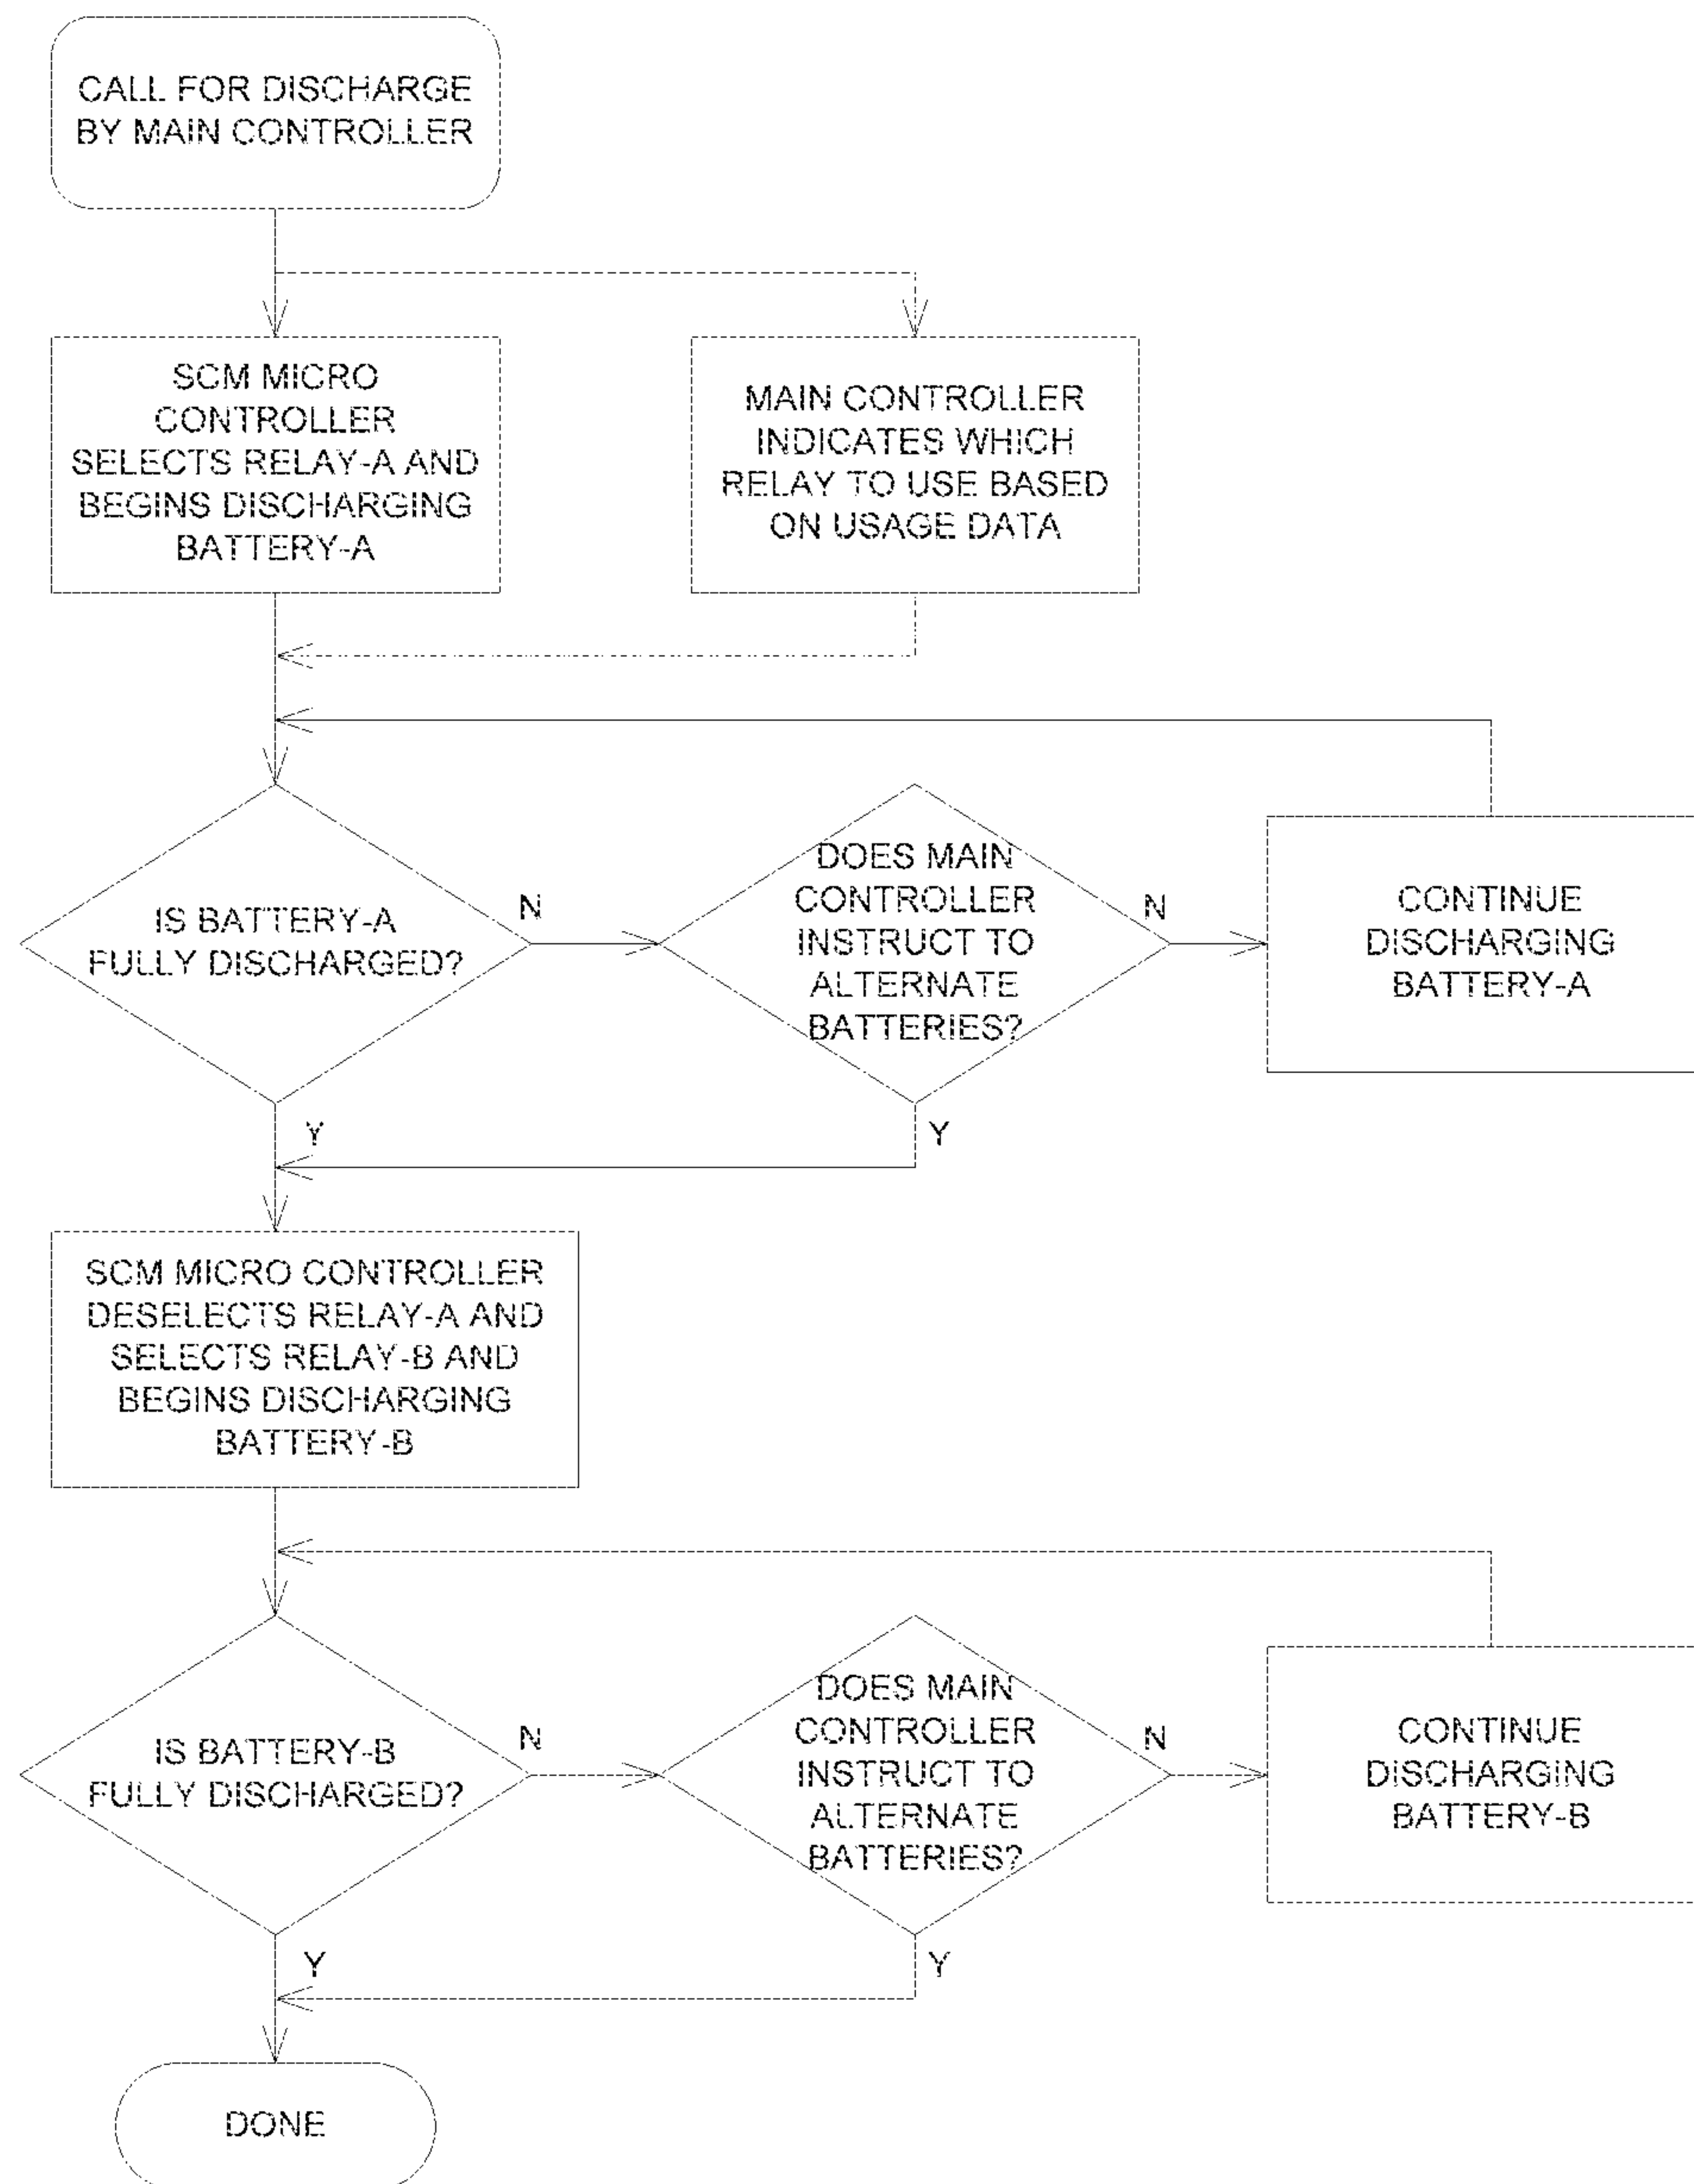 CALL FOR DISCHARGE
BY MAIN CONTROLLER
SCM MICRO
CONTROLLER
SELECTS RELAY-A AND
BEGINS DISCHARGING
BATTERY-A
MAIN CONTROLLER
INDICATES WHICH
RELAY TO USE BASED
ON USAGE DATA
IS BATTERY-A
FULLY DISCHARGED?
N
DOES MAIN
CONTROLLER
INSTRUCT TO
ALTERNATE
BATTERIES?
N
CONTINUE
DISCHARGING
BATTERY-A
Y
Y
SCM MICRO CONTROLLER
DESELECTS RELAY-A AND
SELECTS RELAY-B AND
BEGINS DISCHARGING
BATTERY-B
IS BATTERY-B
FULLY DISCHARGED?
N
DOES MAIN
CONTROLLER
INSTRUCT TO
ALTERNATE
BATTERIES?
N
CONTINUE
DISCHARGING
BATTERY-B
Y
Y
DONE